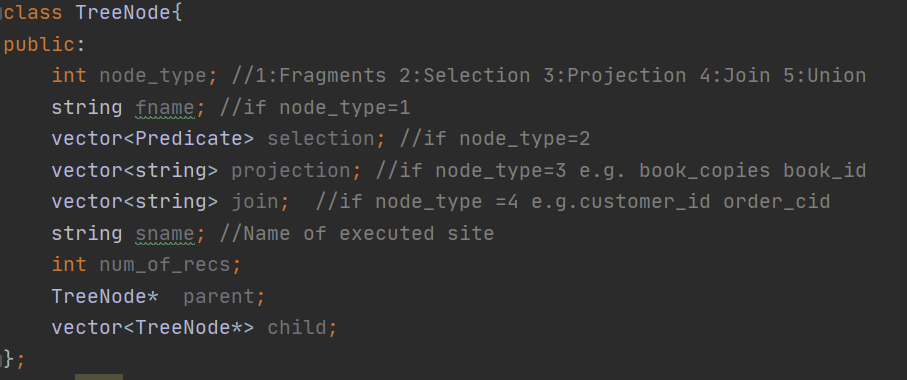 class TreeNode{
public:
int node_type; //1:Fragments 2:Selection 3:Projection 4:Join 5:Union
string fname; //if node_type=1
vector<Predicate> selection; //if node_type=2
vector<string> projection; //if node_type=3 e.g. book_copies book_id
vector<string> join;  //if node_type =4 e.g.customer_id order_cid
string sname; //Name of executed site
int num_of_recs;
TreeNode*  parent;
vector<TreeNode*> child;
};